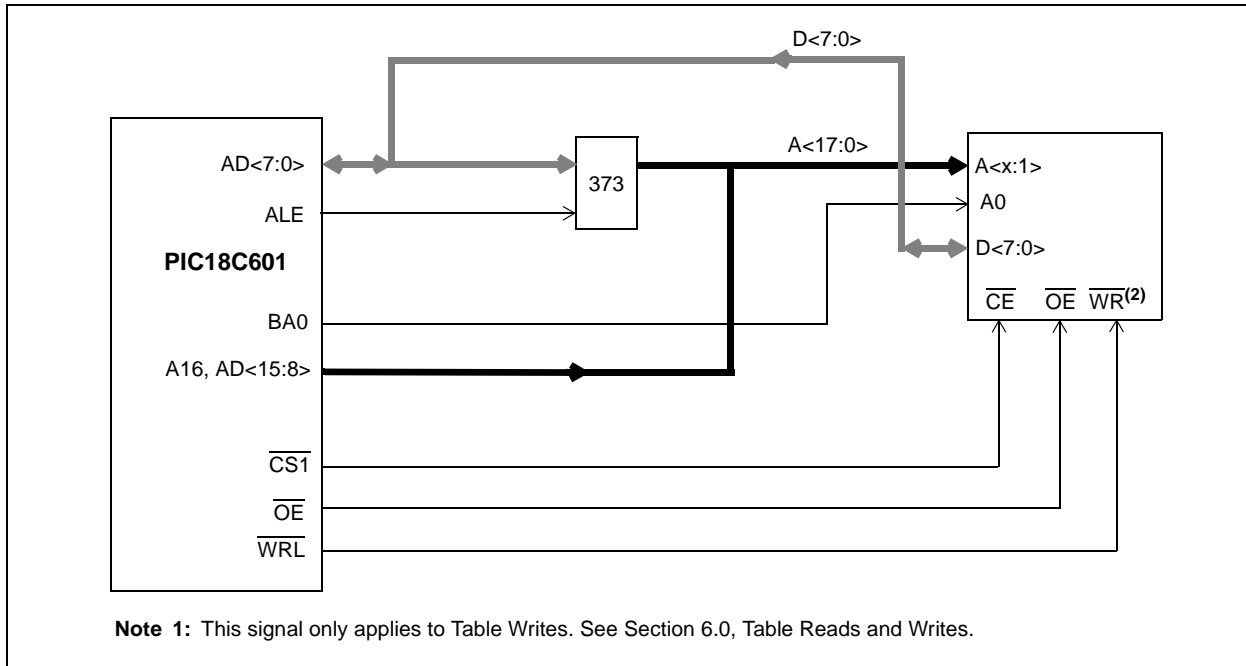 D<7:0>
AD<7:0>
373
A<17:0>
A<x:1>
ALE
A0
PIC18C601
D<7:0>
CE OE WR(2)
BA0
A16, AD<15:8>
CS1
OE
WRL
Note 1: This signal only applies to Table Writes. See Section 6.0, Table Reads and Writes.